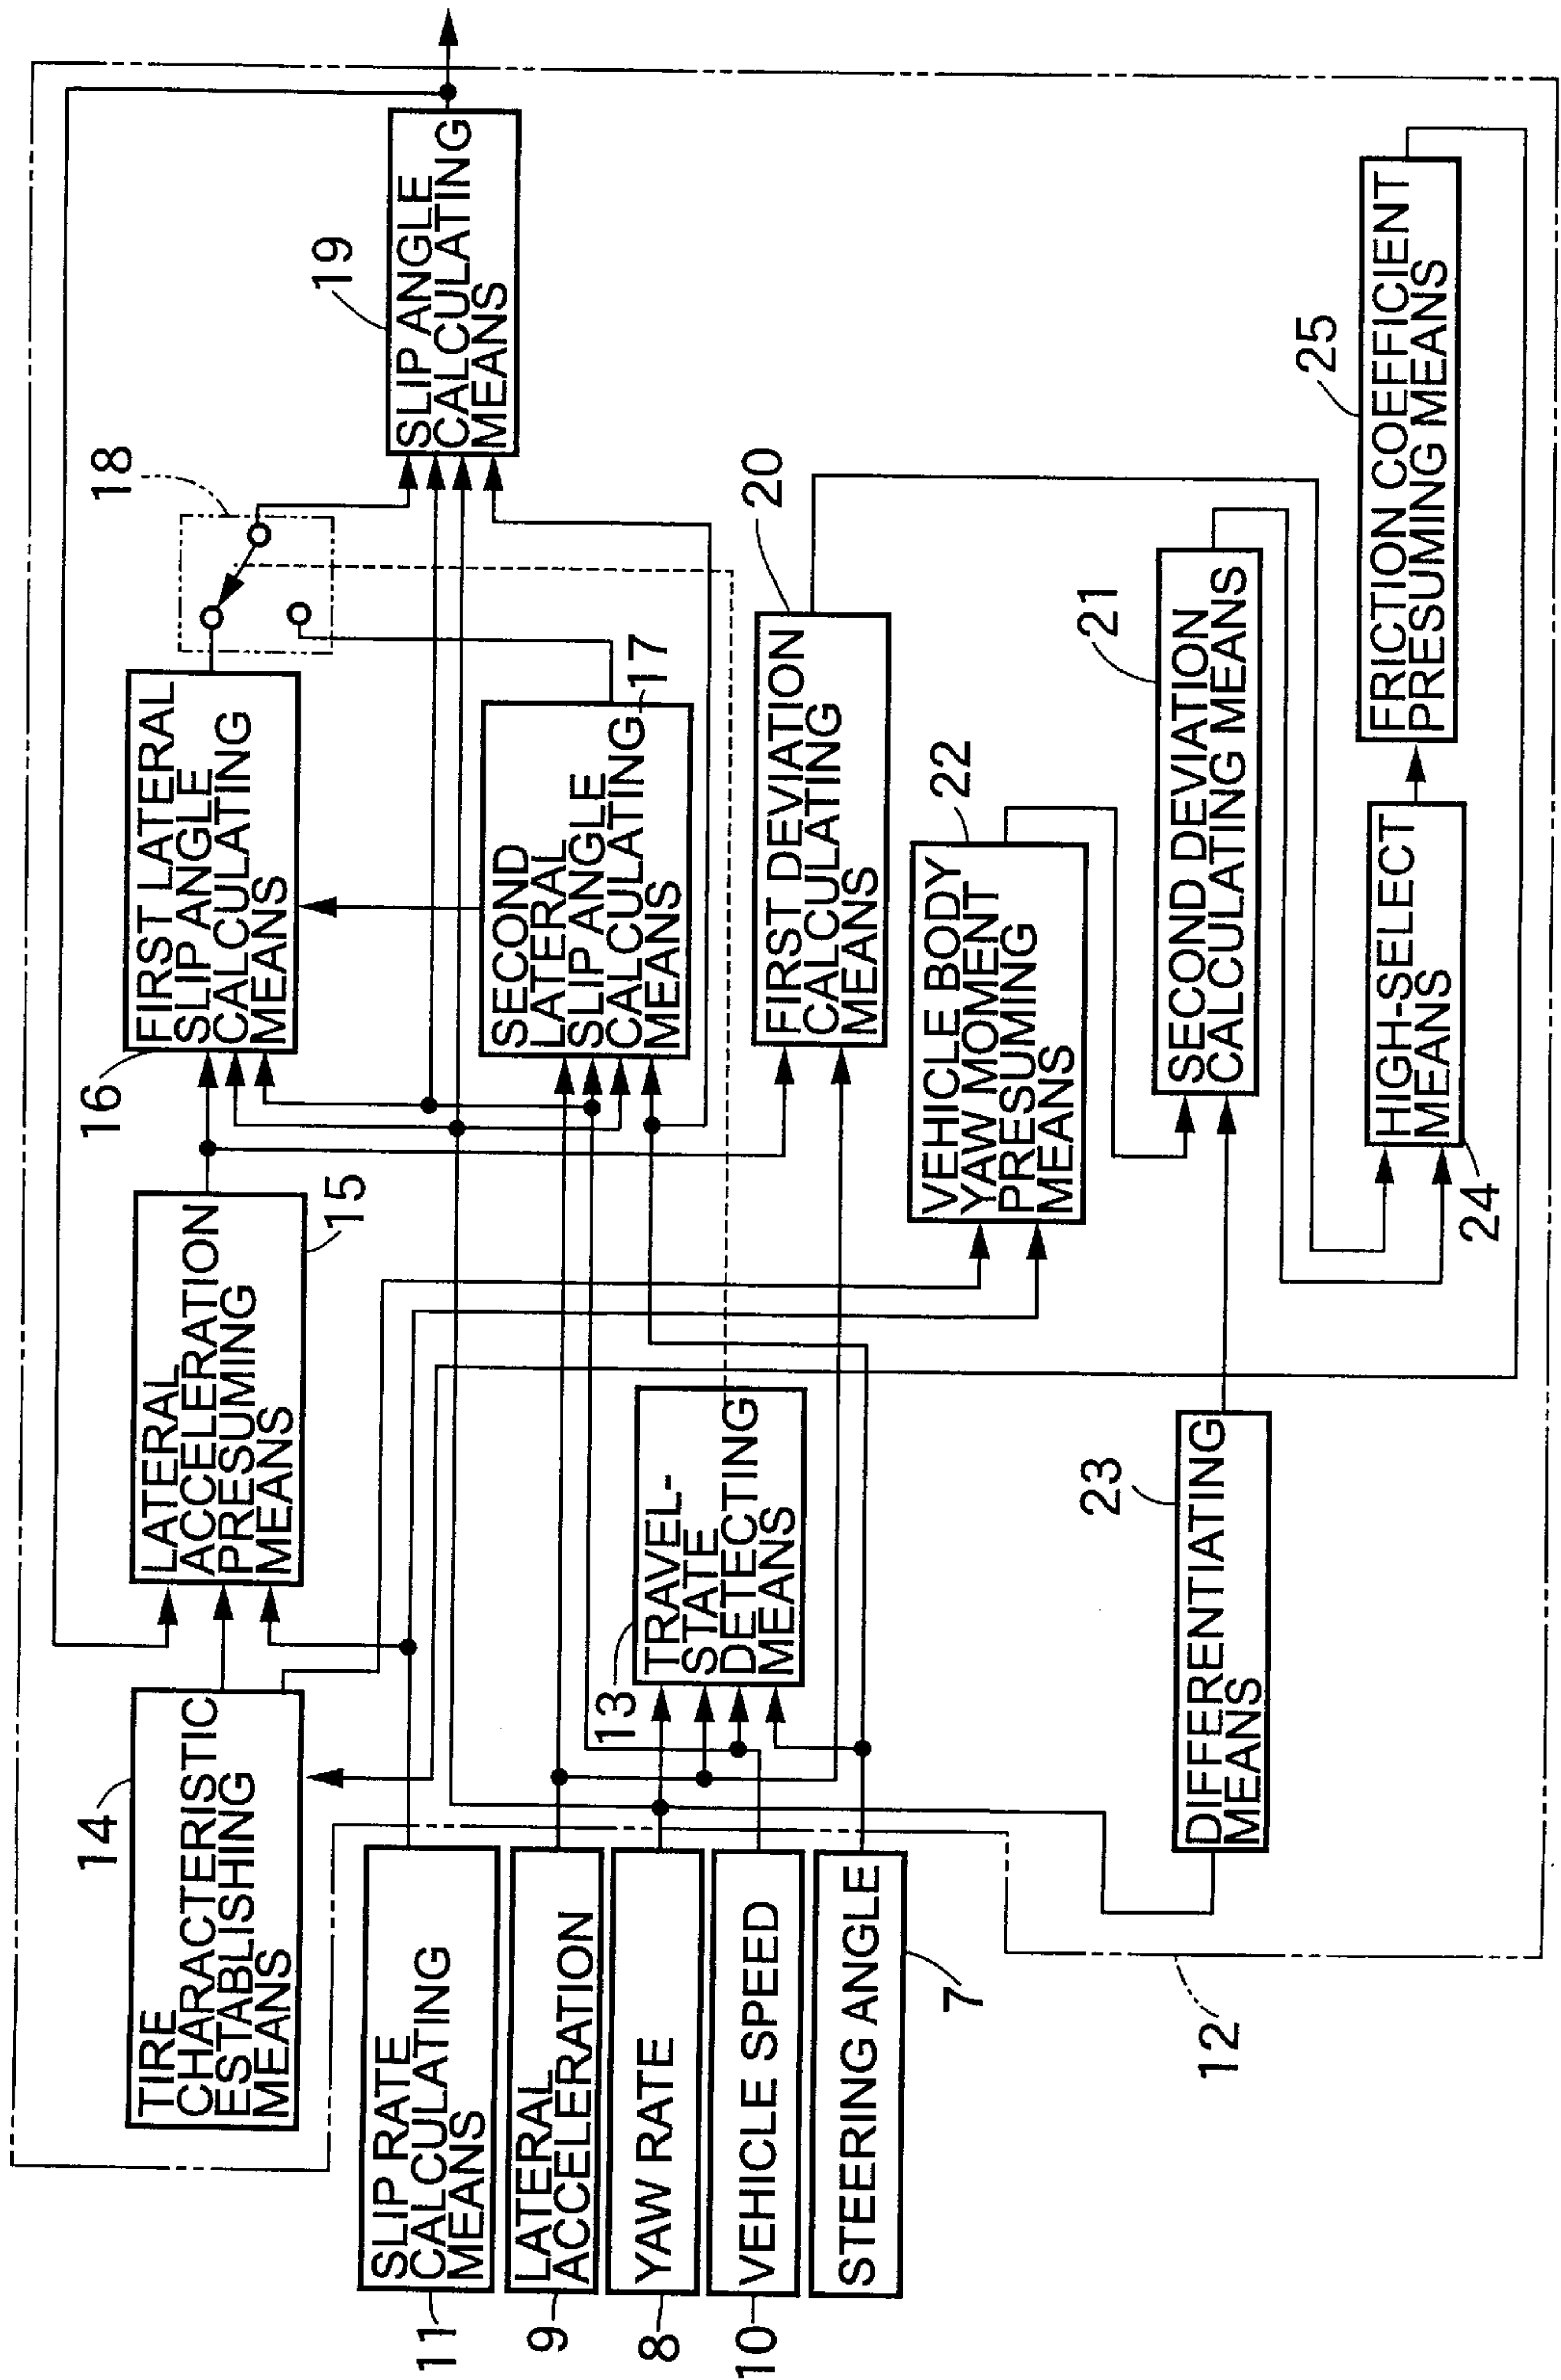 14
TIRE
CHARACTERISTIC
ESTABLISHING
MEANS
LATERAL
ACCELERATION
PRESUMING
MEANS
15
16
FIRST LATERAL
SLIP ANGLE
CALCULATING
MEANS
18
19
SLIP ANGLE
CALCULATING
MEANS
11
SLIP RATE
CALCULATING
MEANS
9
LATERAL
ACCELERATION
8
YAW RATE
10
VEHICLE SPEED
STEERING ANGLE
7
13
TRAVEL-
STATE
DETECTING
MEANS
SECOND
LATERAL
SLIP ANGLE
CALCULATING
MEANS
17
20
FIRST DEVIATION
CALCULATING
MEANS
22
VEHICLE BODY
YAW MOMENT
PRESUMING
MEANS
21
SECOND DEVIATION
CALCULATING MEANS
23
DIFFERENTIATING
MEANS
12
HIGH-SELECT
MEANS
24
25
FRICTION COEFFICIENT
PRESUMING MEANS